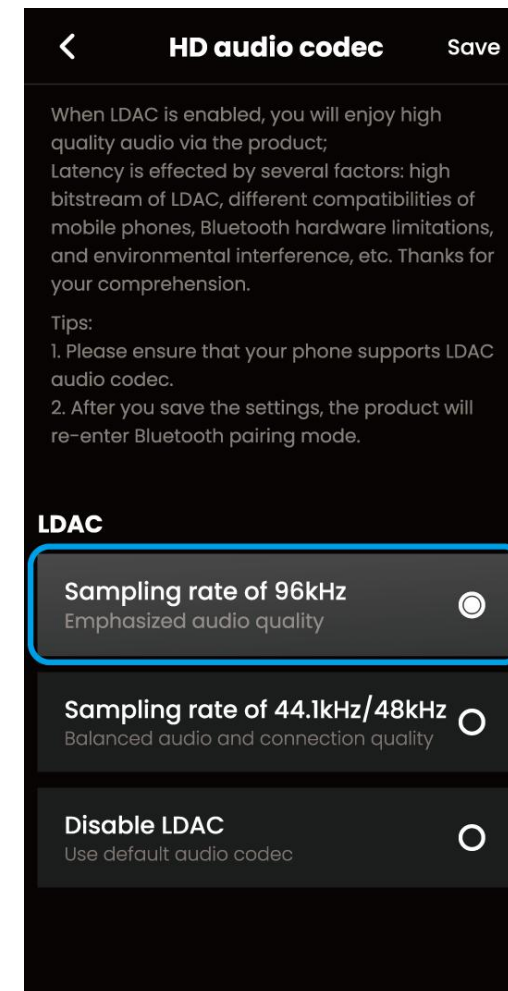 HD audio codec Save
When LDAC is enabled, you will enjoy high
quality audio via the product;
Latency is effected by several factors: high
bitstream of LDAC, different compatibilities of
mobile phones, Bluetooth hardware limitations,
and environmental interference, etc. Thanks for
your comprehension.
Tips:
1. Please ensure that your phone supports LDAC
audio codec.
2. After you save the settings, the product will
re-enter Bluetooth pairing mode.
LDAC
Sampling rate of 96kHz
Emphasized audio quality
Sampling rate of 44.1kHz/48kHz
Balanced audio and connection quality
Disable LDAC
Use default audio codec